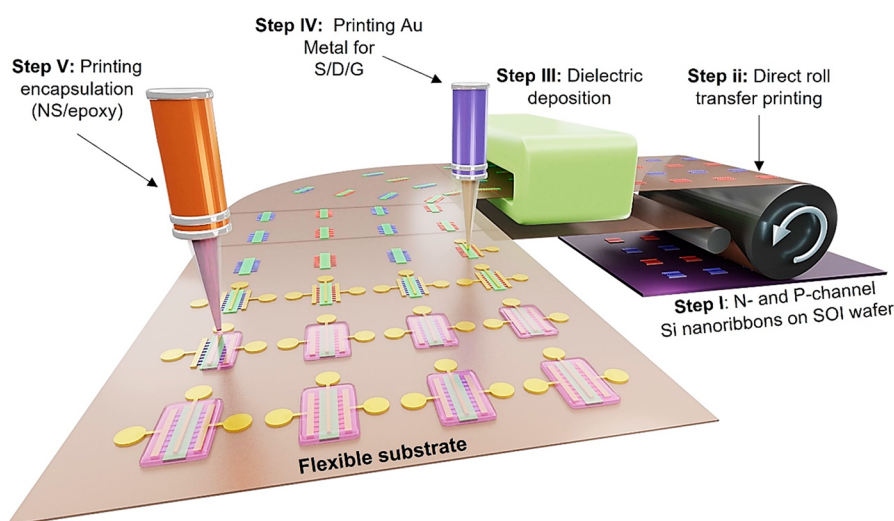 Step IV: Printing Au
Metal for
S/D/G
Step V: Printing
encapsulation
(NS/epoxy)
Step III: Dielectric
deposition
Step ii: Direct roll
transfer printing
Step I: N- and P-channel
Si nanoribbons on SOI wafer
Flexible substrate